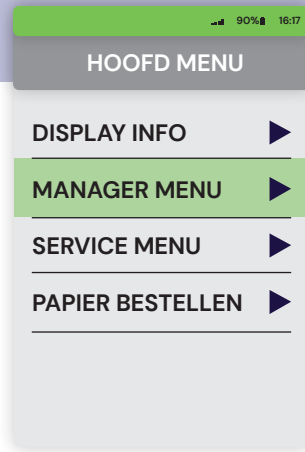 90% 16:17
HOOFD MENU
DISPLAY INFO
MANAGER MENU
SERVICE MENU
PAPIER BESTELLEN